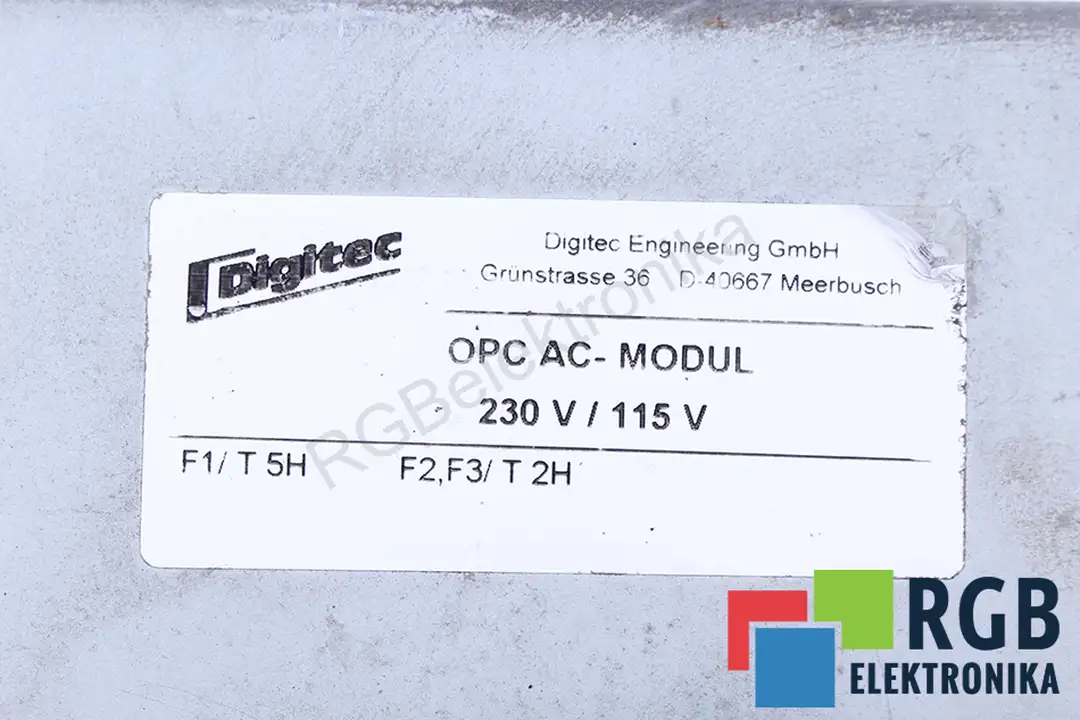 Digitec
Digitec Engineering GmbH
Grünstrasse 36 D-40667 Meerbusch
OPC AC- MODUL
230 V / 115 V
F1/ T 5H F2,F3/ T 2H
RGBelektronika
RGB
ELEKTRONIKA